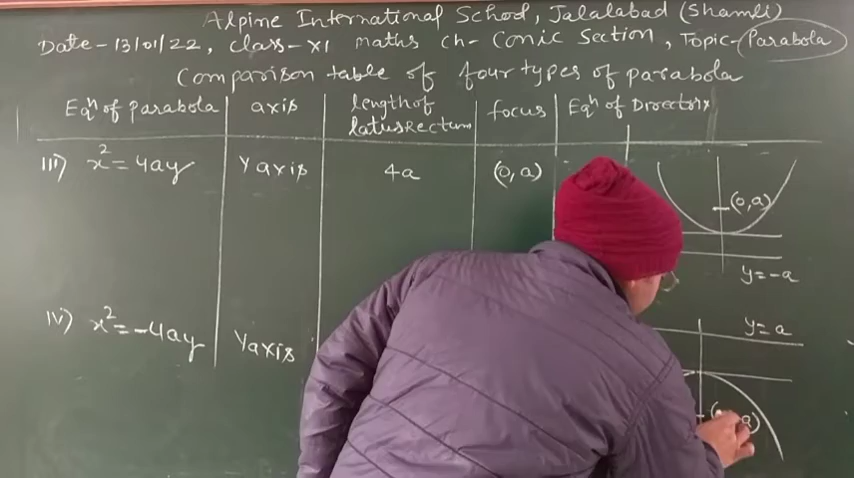 Alpine International School, Jalalabad (Shamli)
Date-13/01/22, class-XI maths ch- Conic Section, Topic-Parabola
Comparison table of four types of parabola
Eqⁿ of parabola axis length of latus Rectum focus Eqⁿ of Directorx
iii) x²=4ay Y axis 4a (0,a) (0,a)
y=-a
iv) x²=-4ay Y axis y=a